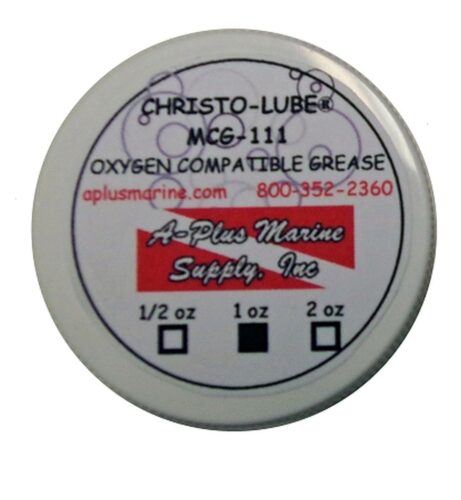 CHRISTO-LUBE®
MCG-111
OXYGEN COMPATIBLE GREASE
aplusmarine.com 800-352-2360
A-Plus Marine
Supply, Inc
1/2 oz 1 oz 2 oz